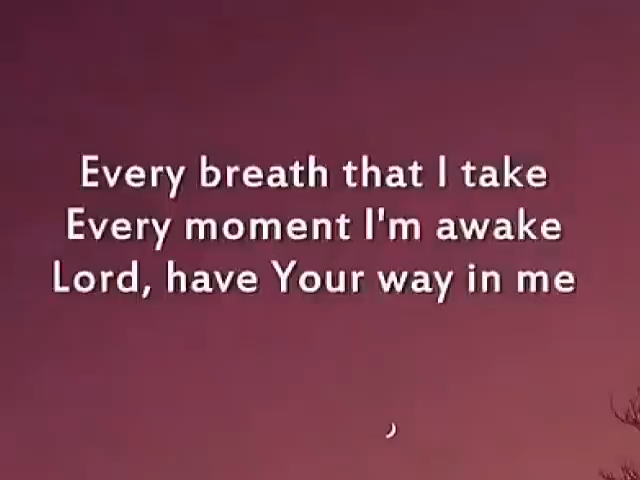 Every breath that I take
Every moment I'm awake
Lord, have Your way in me